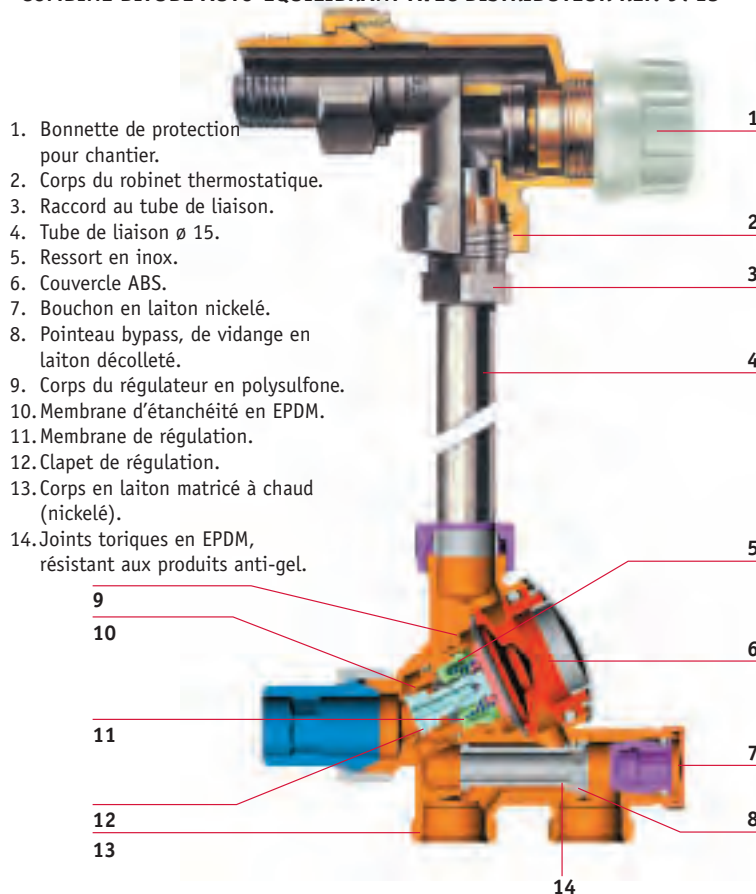 1. Bonnette de protection
pour chantier.
2. Corps du robinet thermostatique.
3. Raccord au tube de liaison.
4. Tube de liaison ø 15.
5. Ressort en inox.
6. Couvercle ABS.
7. Bouchon en laiton nickelé.
8. Pointeau bypass, de vidange en
laiton décolleté.
9. Corps du régulateur en polysulfone.
10. Membrane d'étanchéité en EPDM.
11. Membrane de régulation.
12. Clapet de régulation.
13. Corps en laiton matricé à chaud
(nickelé).
14. Joints toriques en EPDM,
résistant aux produits anti-gel.
1
2
3
4
5
6
7
8
9
10
11
12
13
14